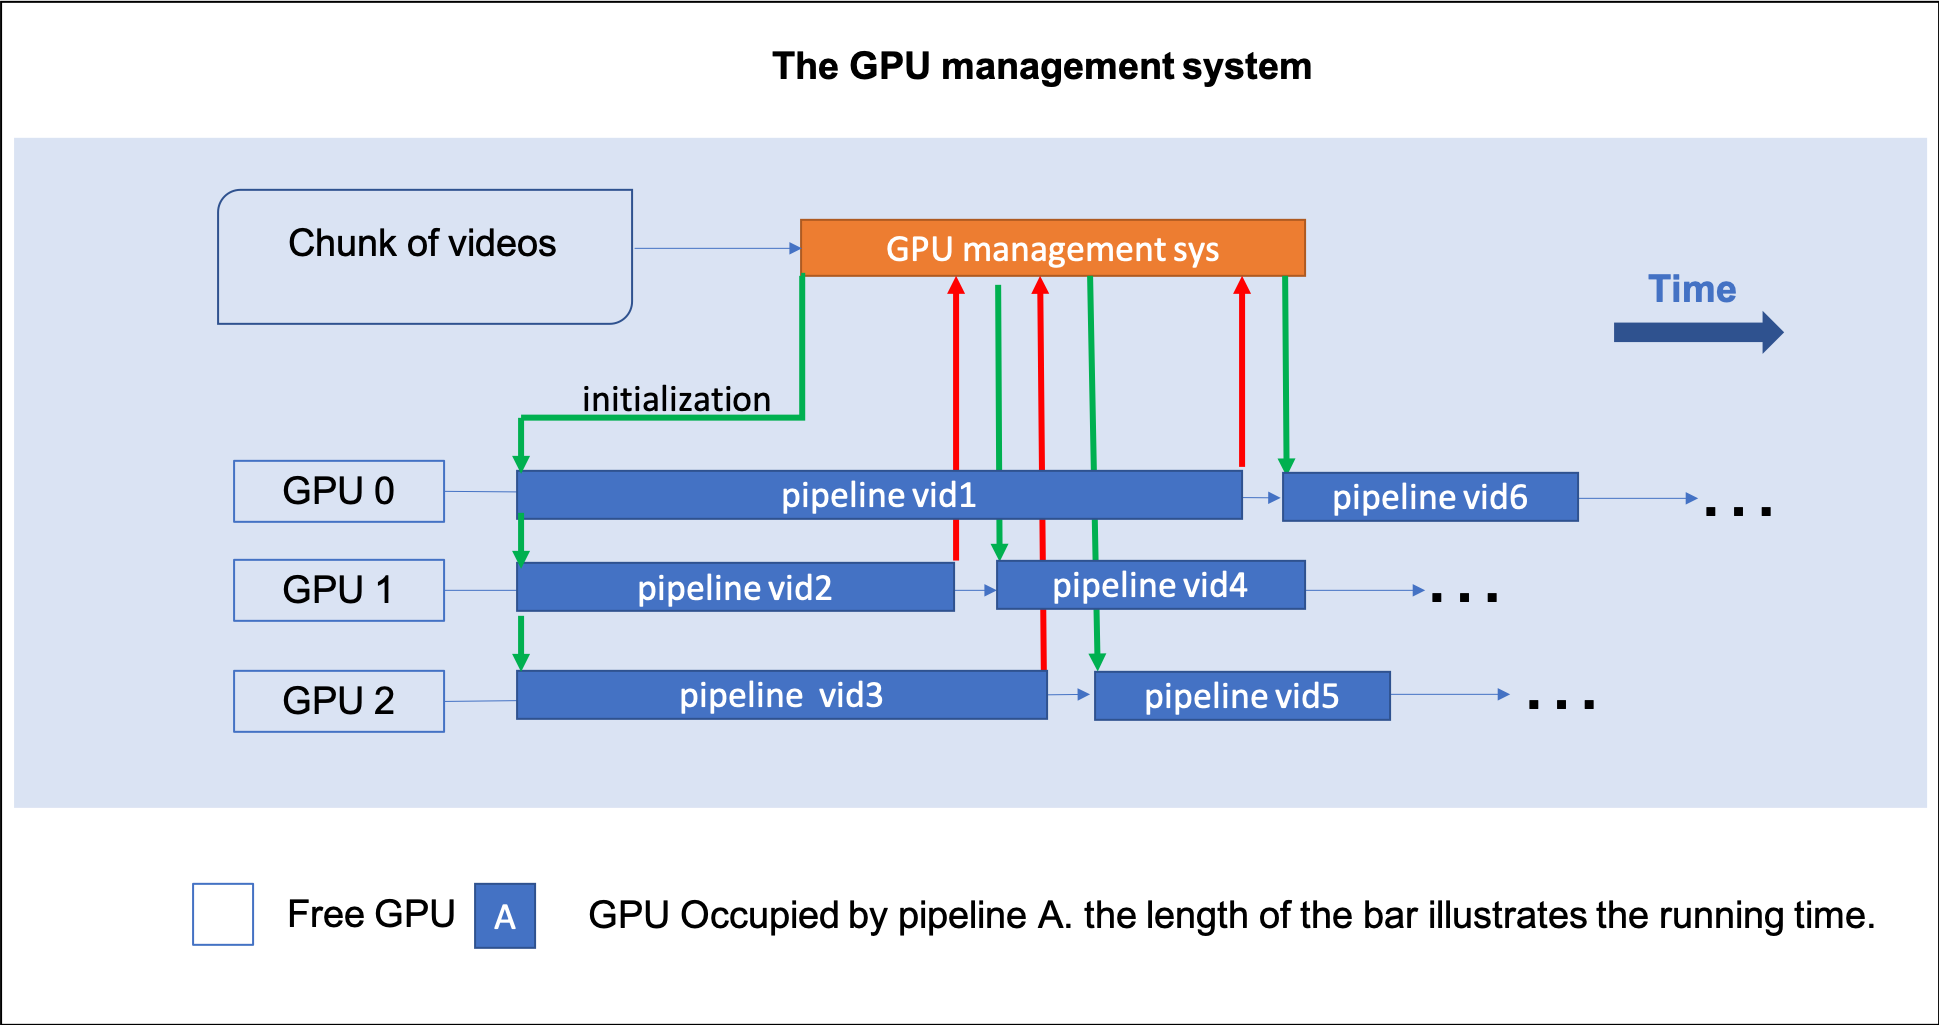 The GPU management system
Chunk of videos
GPU management sys
Time
initialization
GPU 0
pipeline vid1
pipeline vid6
...
GPU 1
pipeline vid2
pipeline vid4
...
GPU 2
pipeline  vid3
pipeline vid5
...
Free GPU
A
GPU Occupied by pipeline A. the length of the bar illustrates the running time.